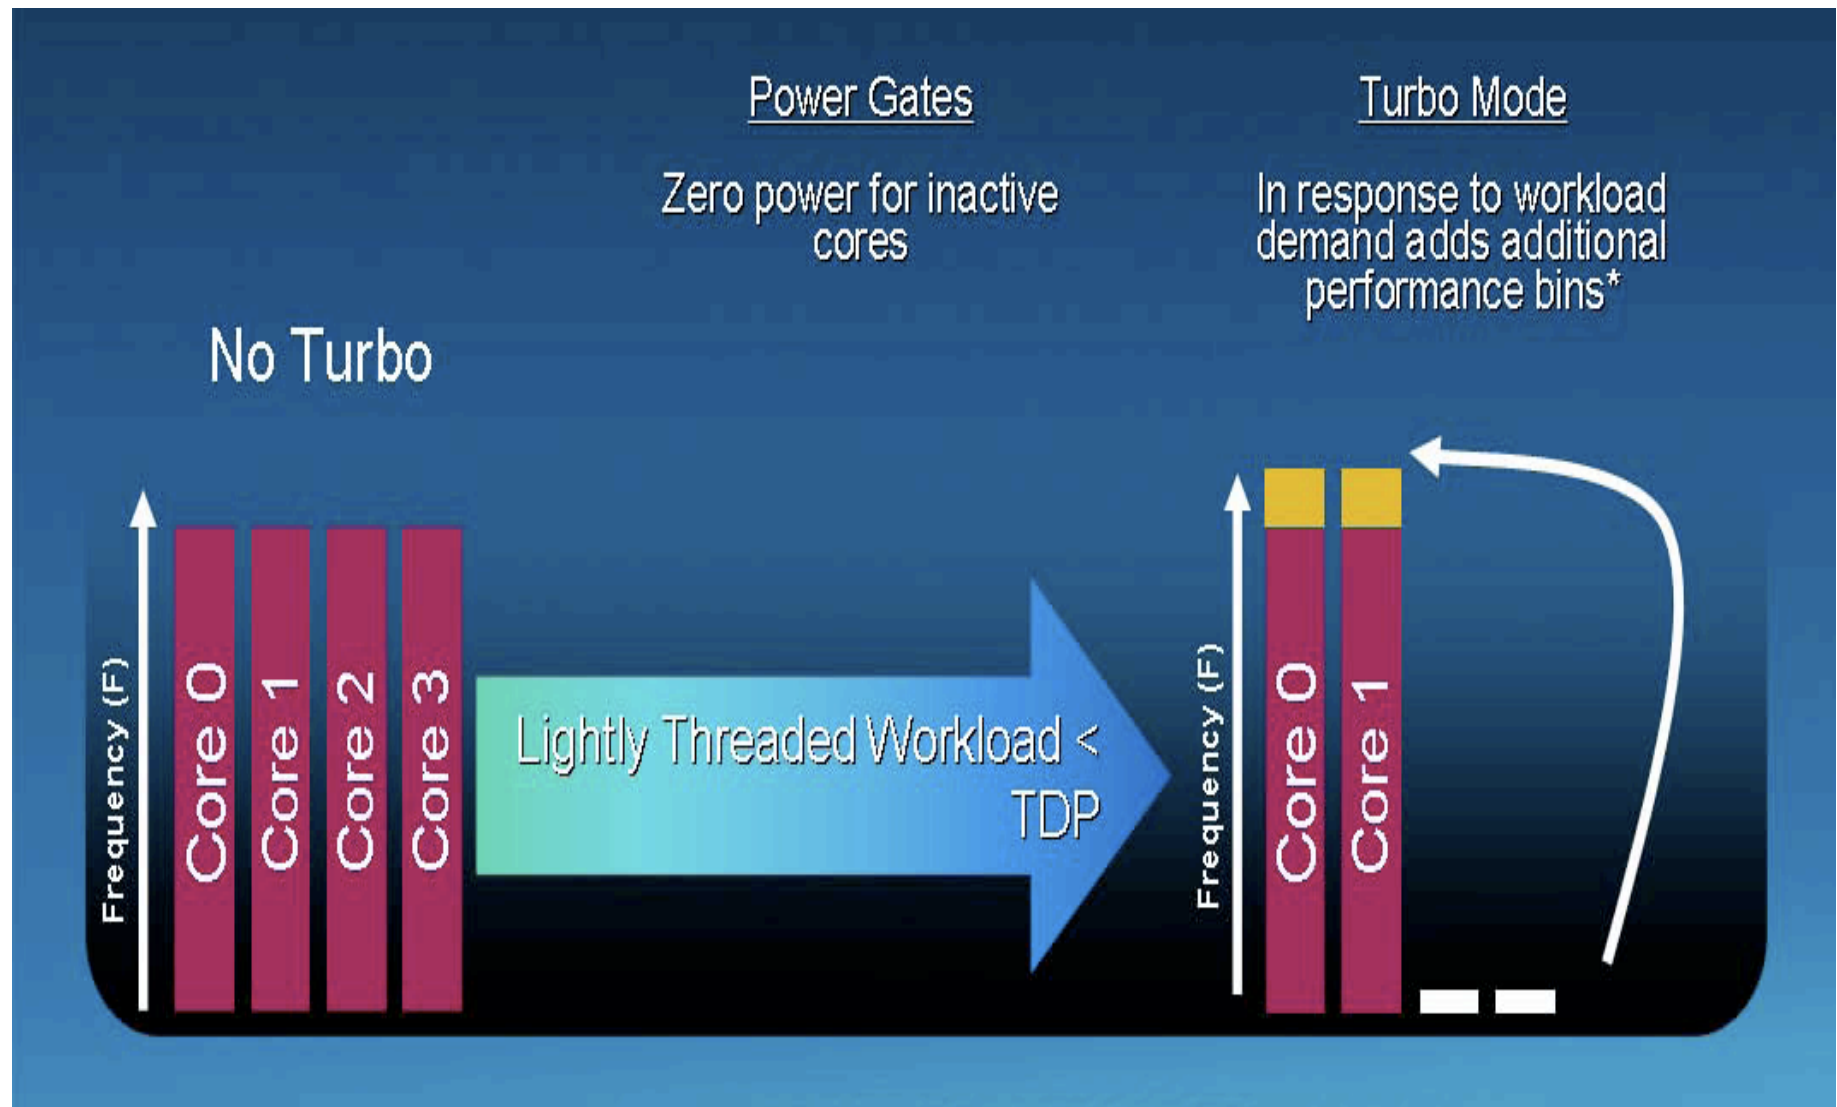 Power Gates
Zero power for inactive
cores
Turbo Mode
In response to workload
demand adds additional
performance bins*
No Turbo
Frequency (F)
Core 0
Core 1
Core 2
Core 3
Lightly Threaded Workload <
TDP
Frequency (F)
Core 0
Core 1